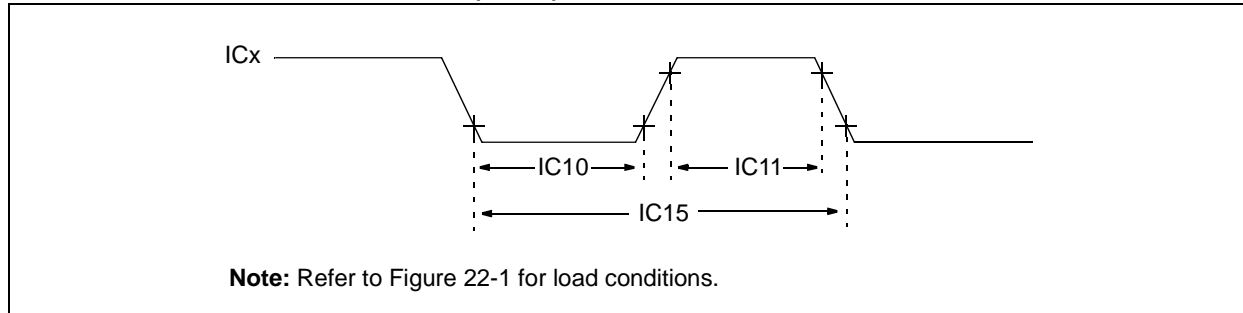 ICx
IC10
IC11
IC15
Note: Refer to Figure 22-1 for load conditions.